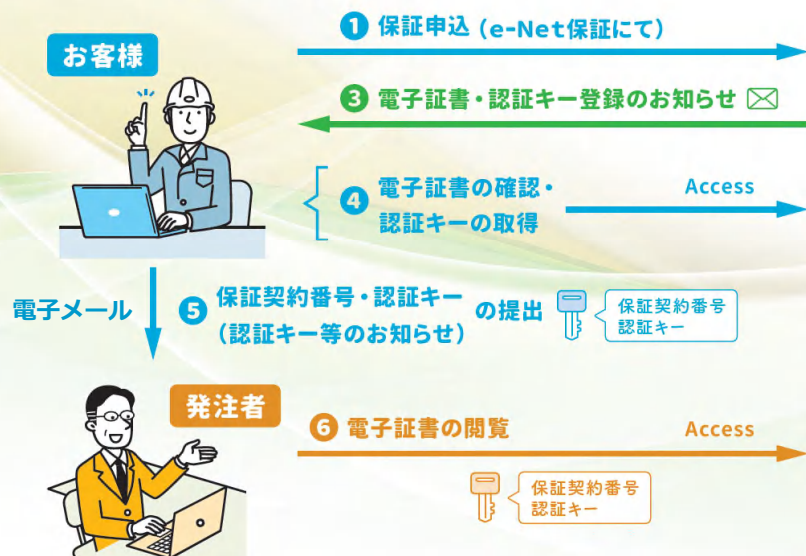 ❶ 保証申込（e-Net保証にて）
お客様
❸ 電子証書・認証キー登録のお知らせ
❹ 電子証書の確認・
認証キーの取得
Access
電子メール
❺ 保証契約番号・認証キー
（認証キー等のお知らせ）
の提出
保証契約番号
認証キー
発注者
❻ 電子証書の閲覧
Access
保証契約番号
認証キー